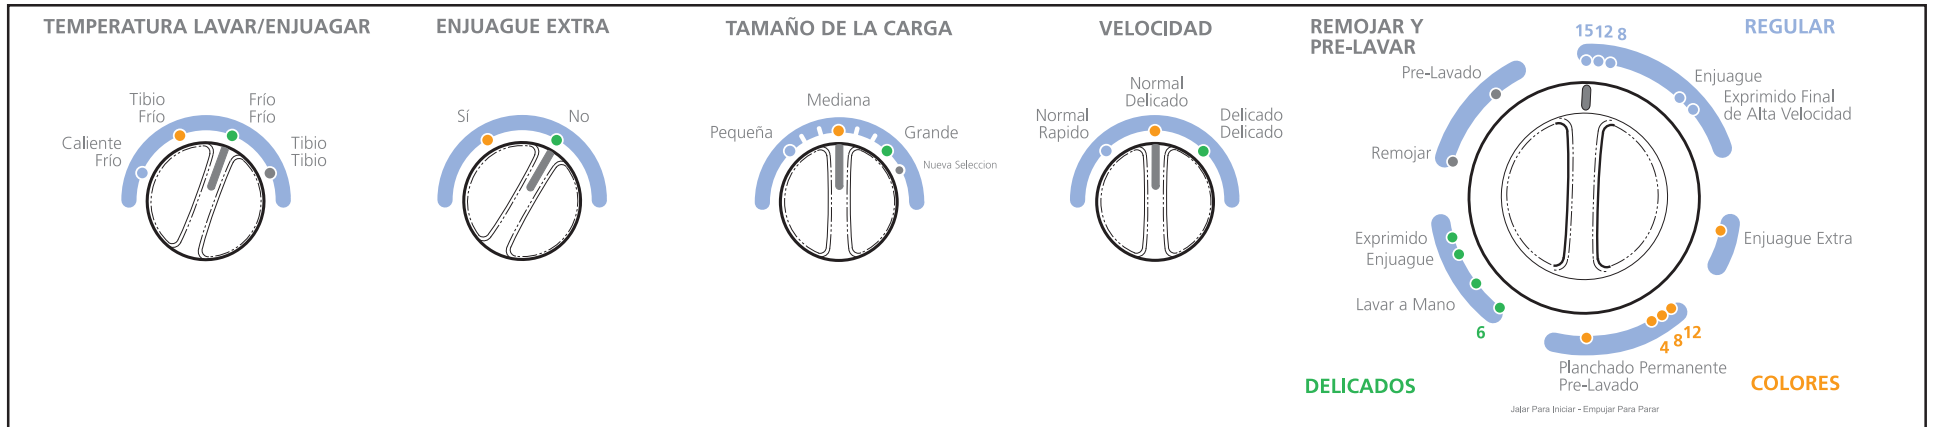 TEMPERATURA LAVAR/ENJUAGAR
Tibio
Frío
Frío
Frío
Caliente
Frío
Tibio
Tibio
ENJUAGUE EXTRA
Sí
No
TAMAÑO DE LA CARGA
Mediana
Pequeña
Grande
Nueva Seleccion
VELOCIDAD
Normal
Delicado
Normal
Rapido
Delicado
Delicado
REMOJAR Y
PRE-LAVAR
Pre-Lavado
Remojar
15 12 8
REGULAR
Enjuague
Exprimido Final
de Alta Velocidad
Enjuague Extra
Exprimido
Enjuague
Lavar a Mano
6
DELICADOS
4 8 12
Planchado Permanente
Pre-Lavado
COLORES
Jalar Para Iniciar - Empujar Para Parar